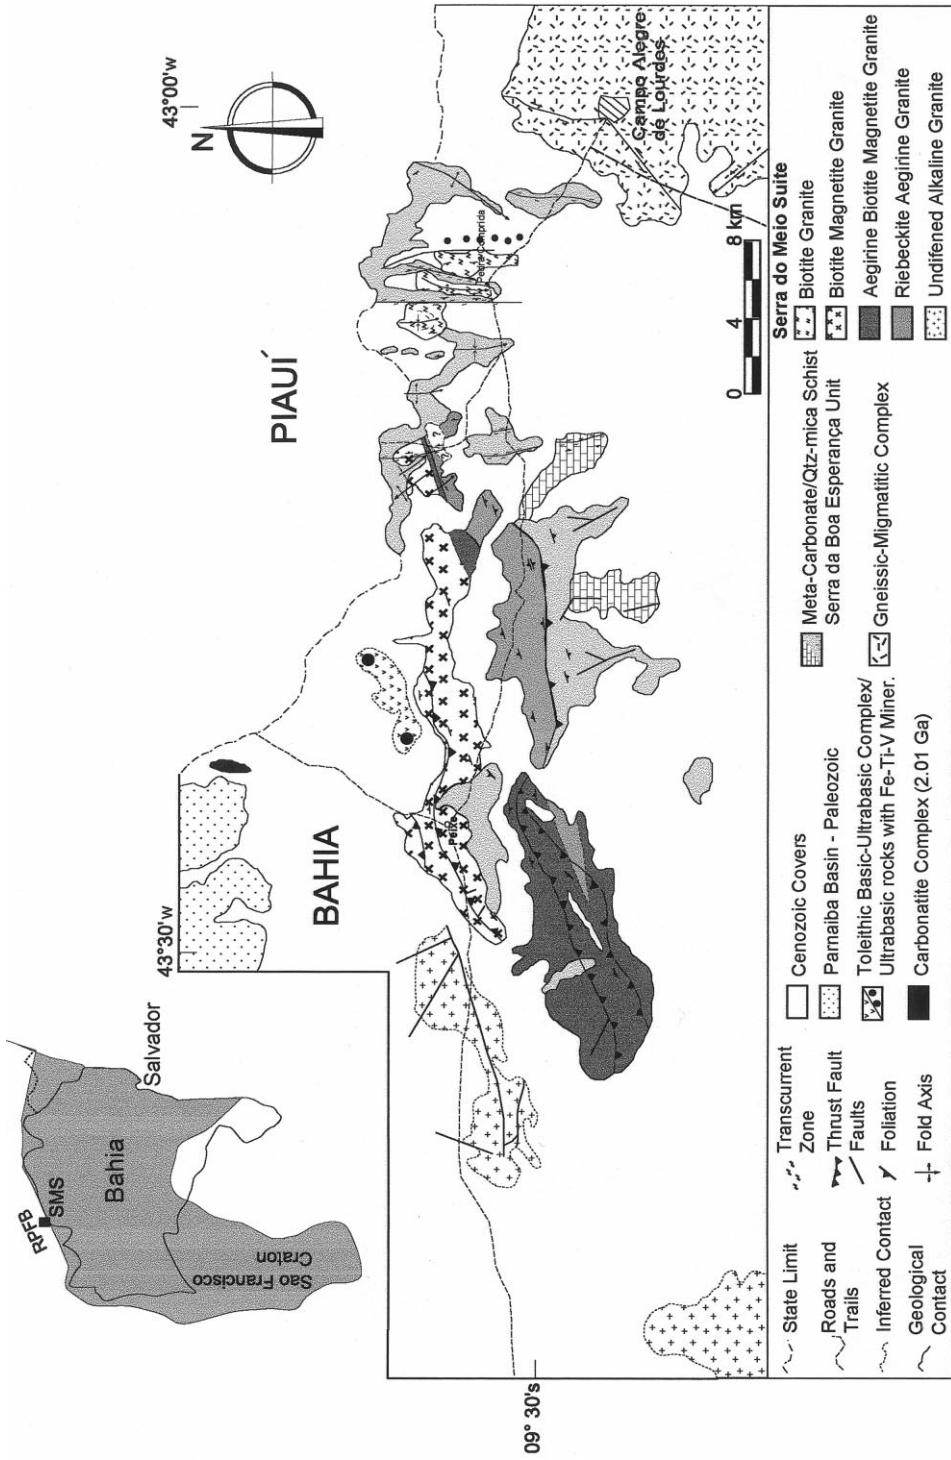 RPFB
SMS
Bahia
Salvador
Sao Francisco
Craton
43°30'w
43°00'w
N
BAHIA
PIAUÍ
Peixe
Pedra Comprida
Campo Alegre
de Lourdes
09° 30's
0 4 8 km
State Limit
Roads and
Trails
Inferred Contact
Geological
Contact
Transcurrent
Zone
Thrust Fault
Faults
Foliation
Fold Axis
Cenozoic Covers
Parnaiba Basin - Paleozoic
Toleithic Basic-Ultrabasic Complex/
Ultrabasic rocks with Fe-Ti-V Miner.
Carbonatite Complex (2.01 Ga)
Meta-Carbonate/Qtz-mica Schist
Serra da Boa Esperança Unit
Gneissic-Migmatitic Complex
Serra do Meio Suite
Biotite Granite
Biotite Magnetite Granite
Aegirine Biotite Magnetite Granite
Riebeckite Aegirine Granite
Undifened Alkaline Granite